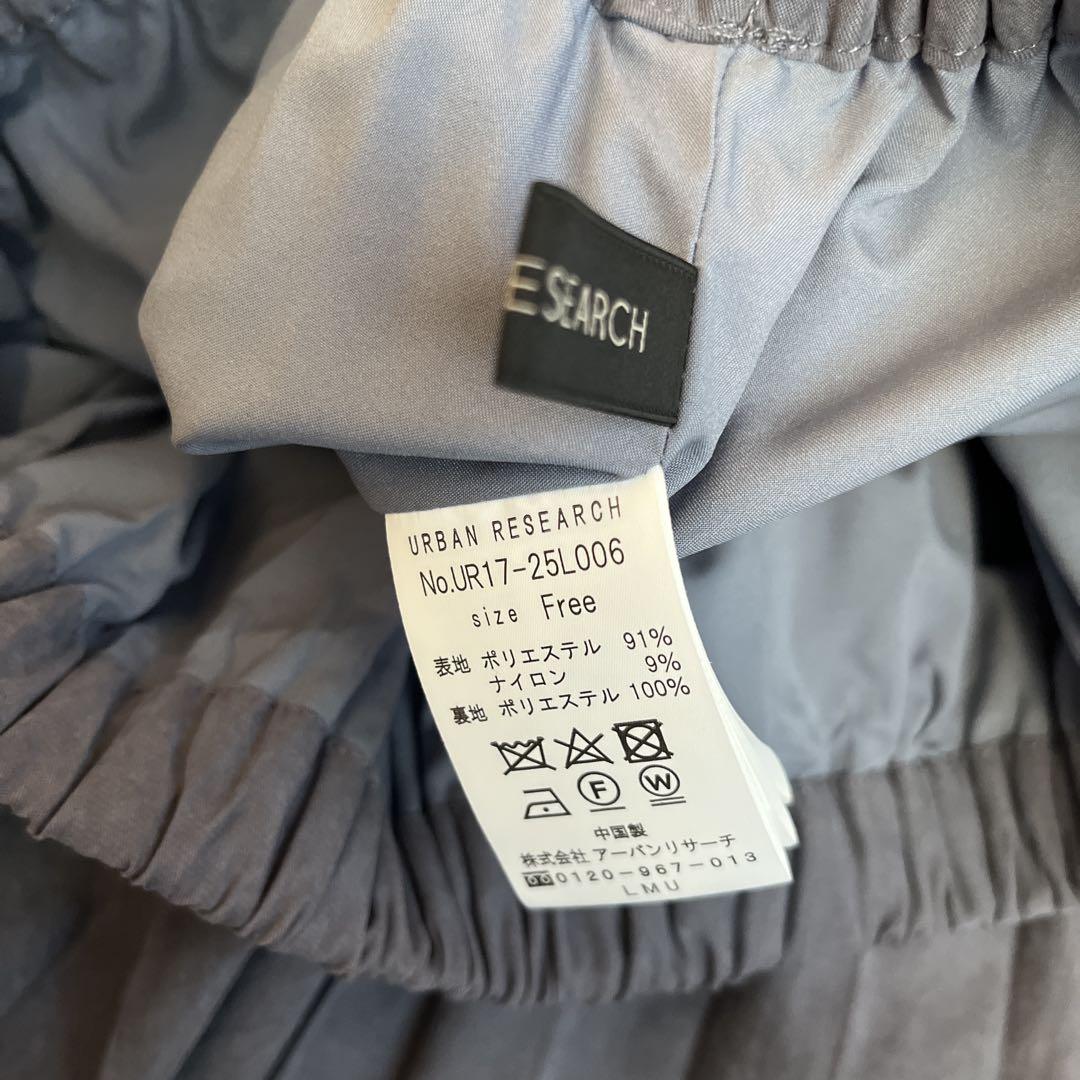 ESEARCH
URBAN RESEARCH
No.UR17-25L006
size Free
表地 ポリエステル 91%
ナイロン 9%
裏地 ポリエステル 100%
F W
中国製
株式会社 アーバンリサーチ
0120-967-013
LMU